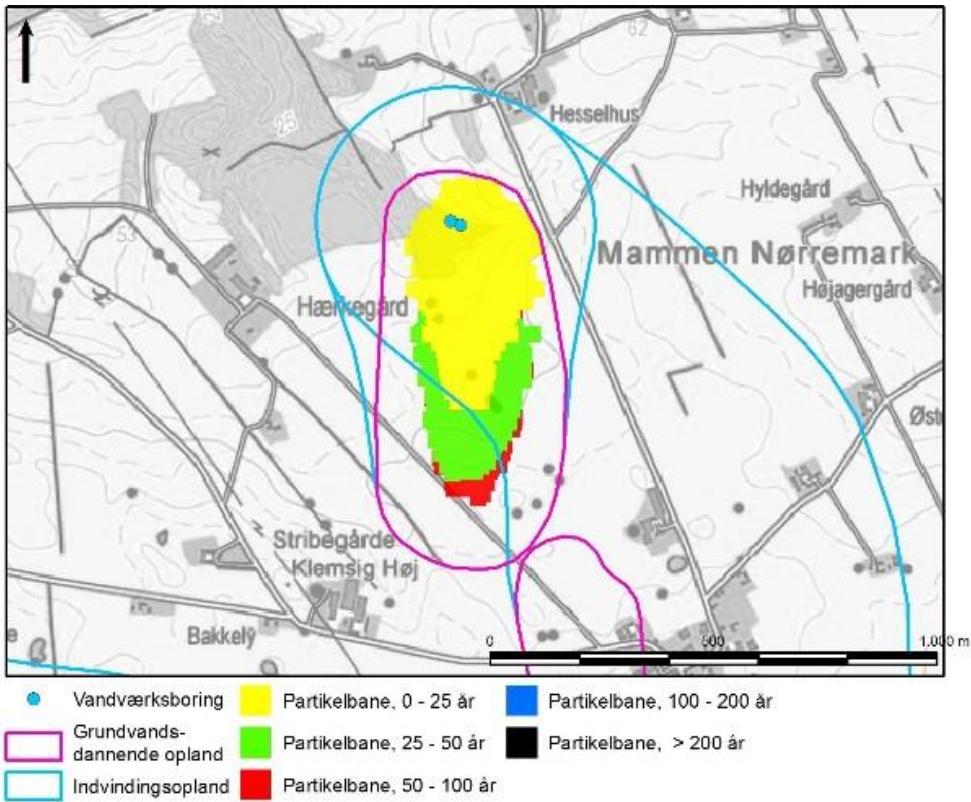 62
25
Hesselhus
Hyldegård
Mammen Nørremark
53
Højagergård
Hærkegård
Øst
Stribegårde
Klemsig Høj
Bakkely
e
0 500 1.000 m
Vandværksboring
Partikelbane, 0 - 25 år
Partikelbane, 100 - 200 år
Grundvands-
dannende opland
Partikelbane, 25 - 50 år
Partikelbane, > 200 år
Indvindingsopland
Partikelbane, 50 - 100 år